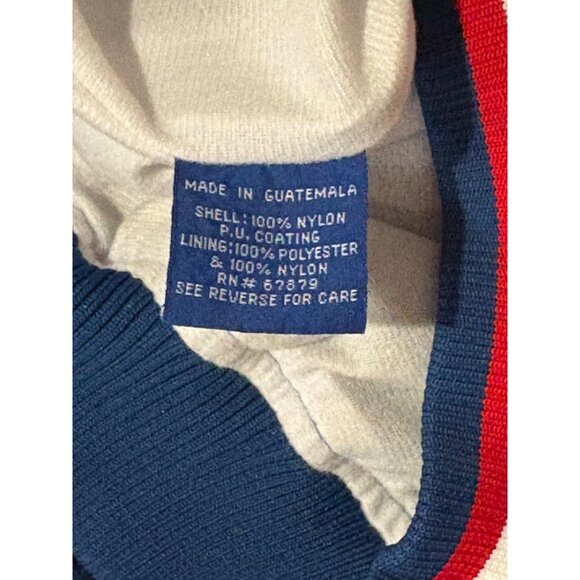 MADE IN GUATEMALA
SHELL: 100% NYLON
P.U. COATING
LINING: 100% POLYESTER
& 100% NYLON
RN# 67879
SEE REVERSE FOR CARE